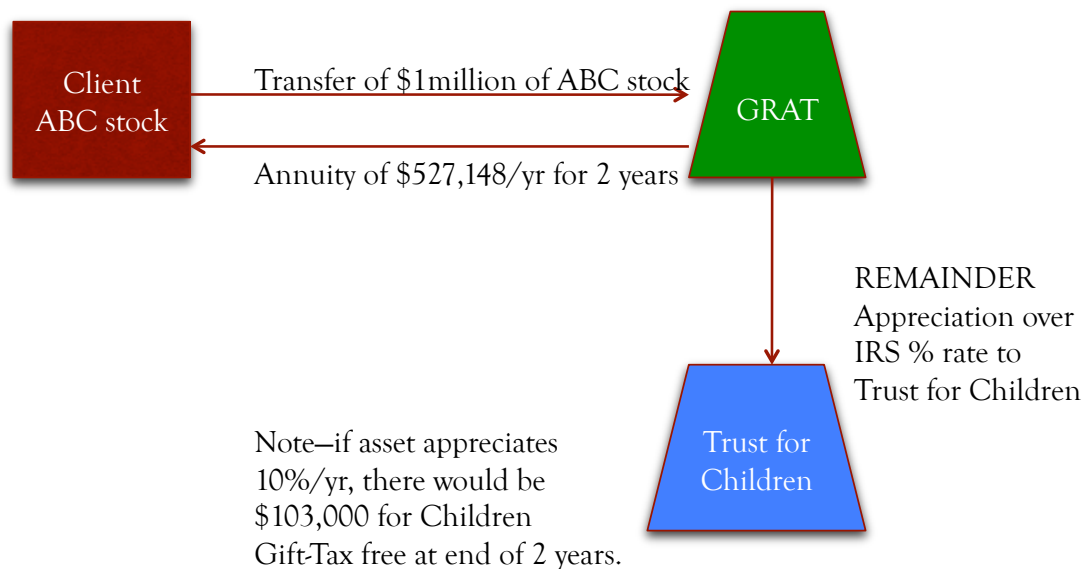 Client
ABC stock
Transfer of $1million of ABC stock
GRAT
Annuity of $527,148/yr for 2 years
REMAINDER
Appreciation over
IRS % rate to
Trust for Children
Note—if asset appreciates
10%/yr, there would be
$103,000 for Children
Gift-Tax free at end of 2 years.
Trust for
Children